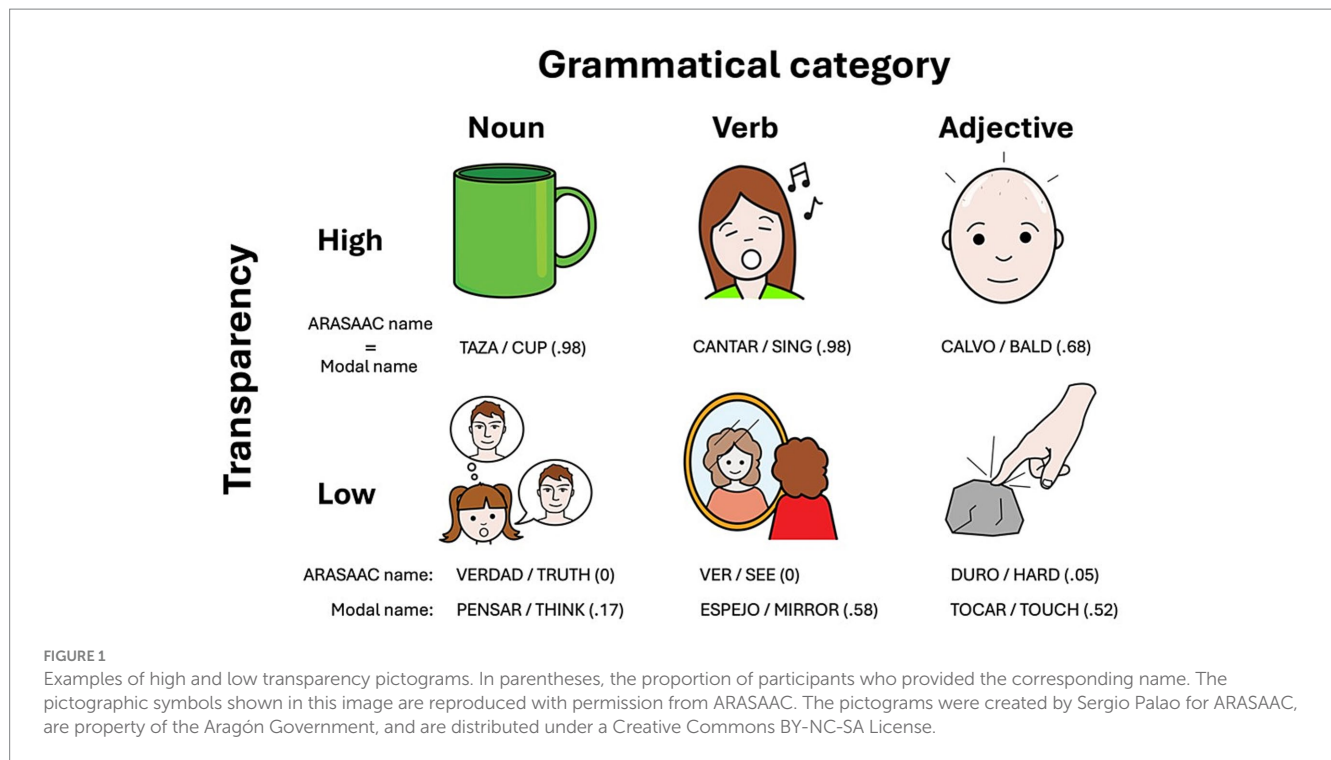 Grammatical category
Noun Verb Adjective
Transparency
High
ARASAAC name
=
Modal name
TAZA / CUP (.98) CANTAR / SING (.98) CALVO / BALD (.68)
Low
ARASAAC name: VERDAD / TRUTH (0) VER / SEE (0) DURO / HARD (.05)
Modal name: PENSAR / THINK (.17) ESPEJO / MIRROR (.58) TOCAR / TOUCH (.52)
FIGURE 1
Examples of high and low transparency pictograms. In parentheses, the proportion of participants who provided the corresponding name. The
pictographic symbols shown in this image are reproduced with permission from ARASAAC. The pictograms were created by Sergio Palao for ARASAAC,
are property of the Aragón Government, and are distributed under a Creative Commons BY-NC-SA License.